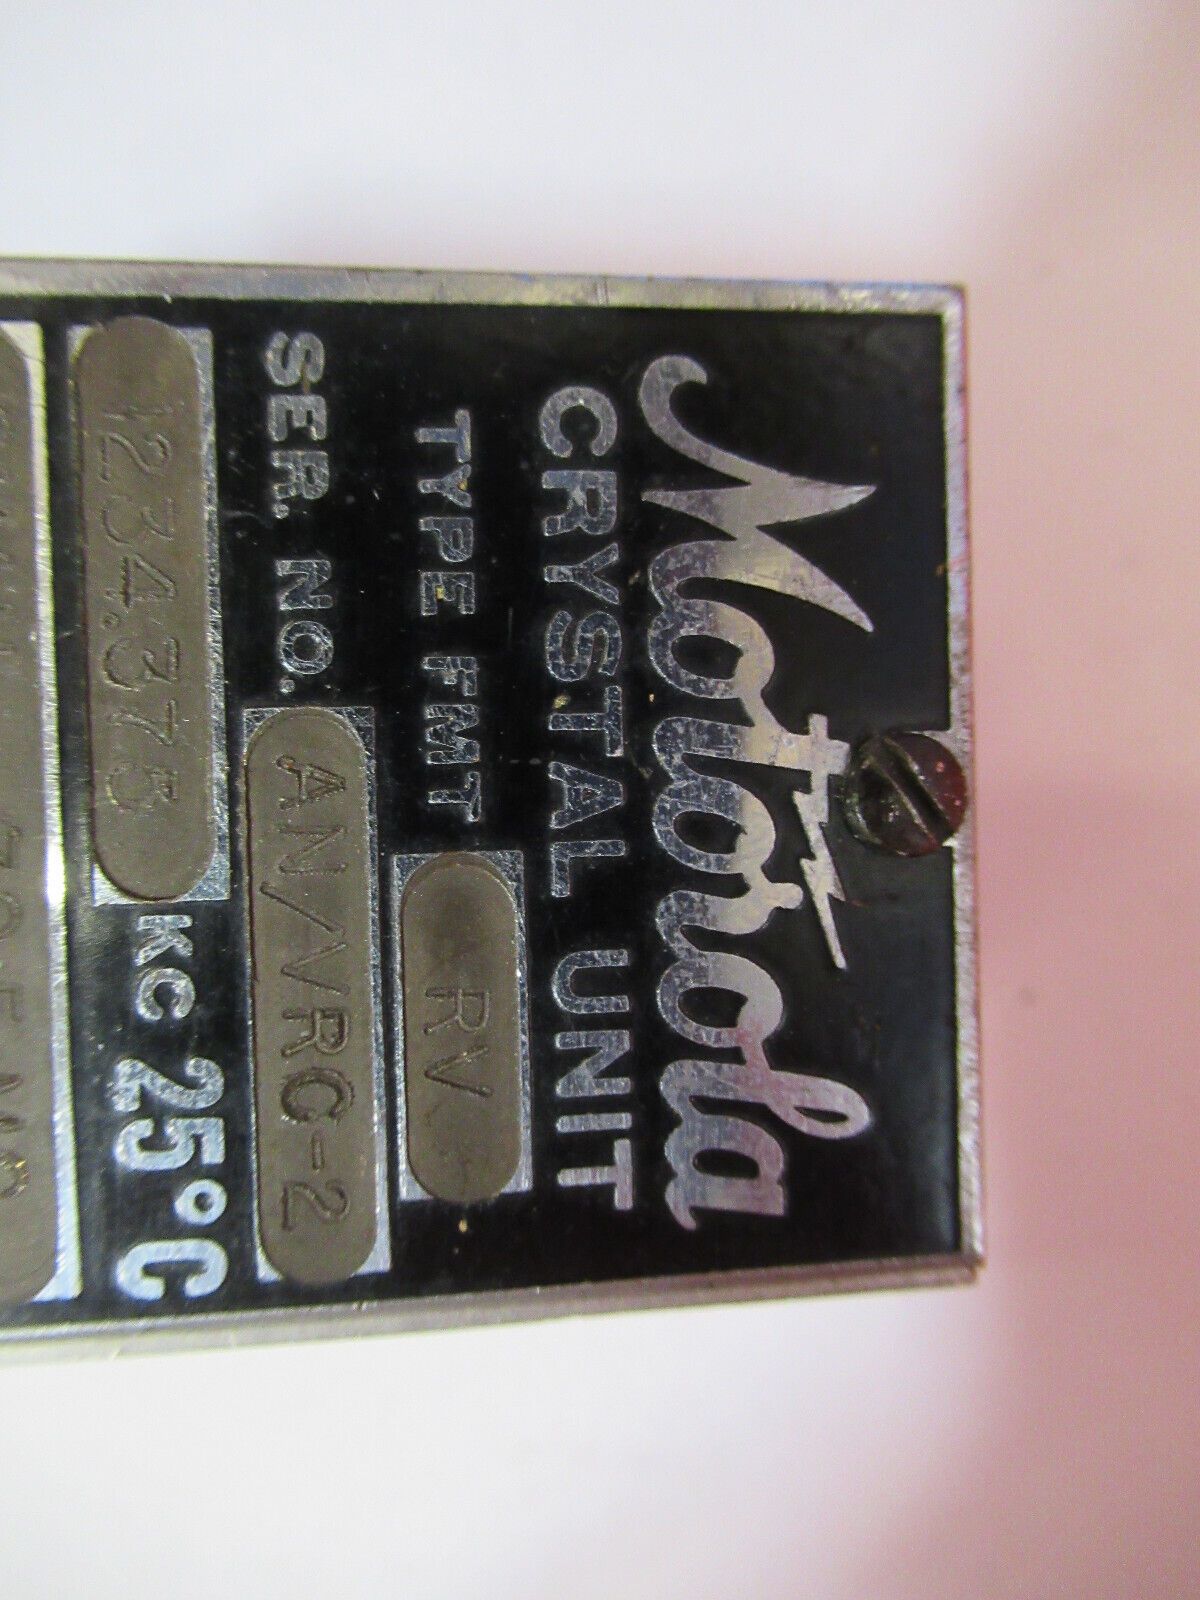 Motorola
CRYSTAL UNIT
TYPE FMT RV
SER. NO. AN/VRC-2
1234.375 KC 25°C